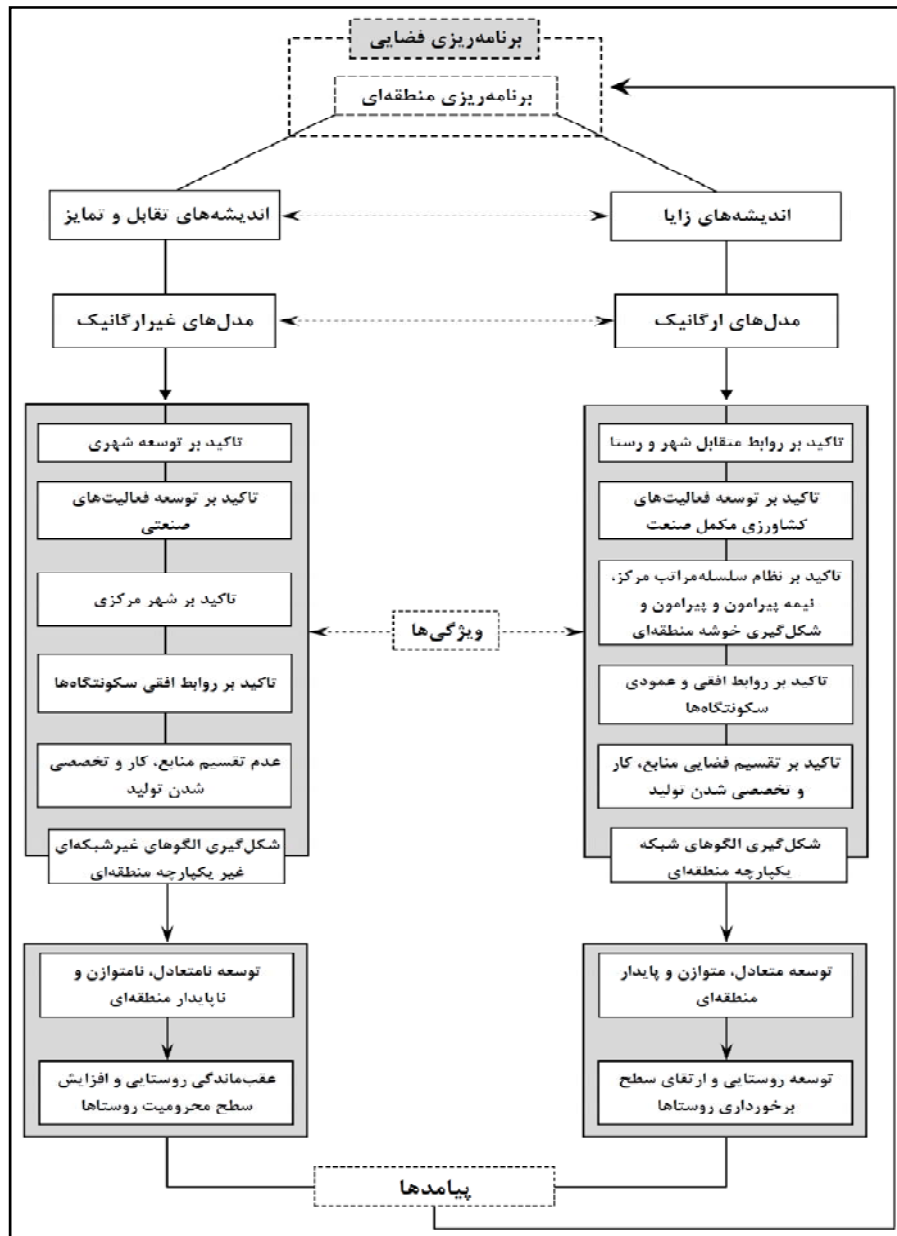 برنامه‌ریزی فضایی
برنامه‌ریزی منطقه‌ای
اندیشه‌های زایا
اندیشه‌های تقابل و تمایز
مدل‌های ارگانیک
مدل‌های غیرارگانیک
تاکید بر روابط متقابل شهر و رستا
تاکید بر توسعه فعالیت‌های
کشاورزی مکمل صنعت
تاکید بر نظام سلسله‌مراتب مرکز،
نیمه پیرامون و پیرامون و
شکل‌گیری خوشه منطقه‌ای
تاکید بر روابط افقی و عمودی
سکونتگاه‌ها
تاکید بر تقسیم فضایی منابع، کار
و تخصصی شدن تولید
شکل‌گیری الگوهای شبکه
یکپارچه منطقه‌ای
ویژگی‌ها
تاکید بر توسعه شهری
تاکید بر توسعه فعالیت‌های
صنعتی
تاکید بر شهر مرکزی
تاکید بر روابط افقی سکونتگاه‌ها
عدم تقسیم منابع، کار و تخصصی
شدن تولید
شکل‌گیری الگوهای غیرشبکه‌ای
غیر یکپارچه منطقه‌ای
توسعه متعادل، متوازن و پایدار
منطقه‌ای
توسعه روستایی و ارتقای سطح
برخورداری روستاها
توسعه نامتعادل، نامتوازن و
ناپایدار منطقه‌ای
عقب‌ماندگی روستایی و افزایش
سطح محرومیت روستاها
پیامدها